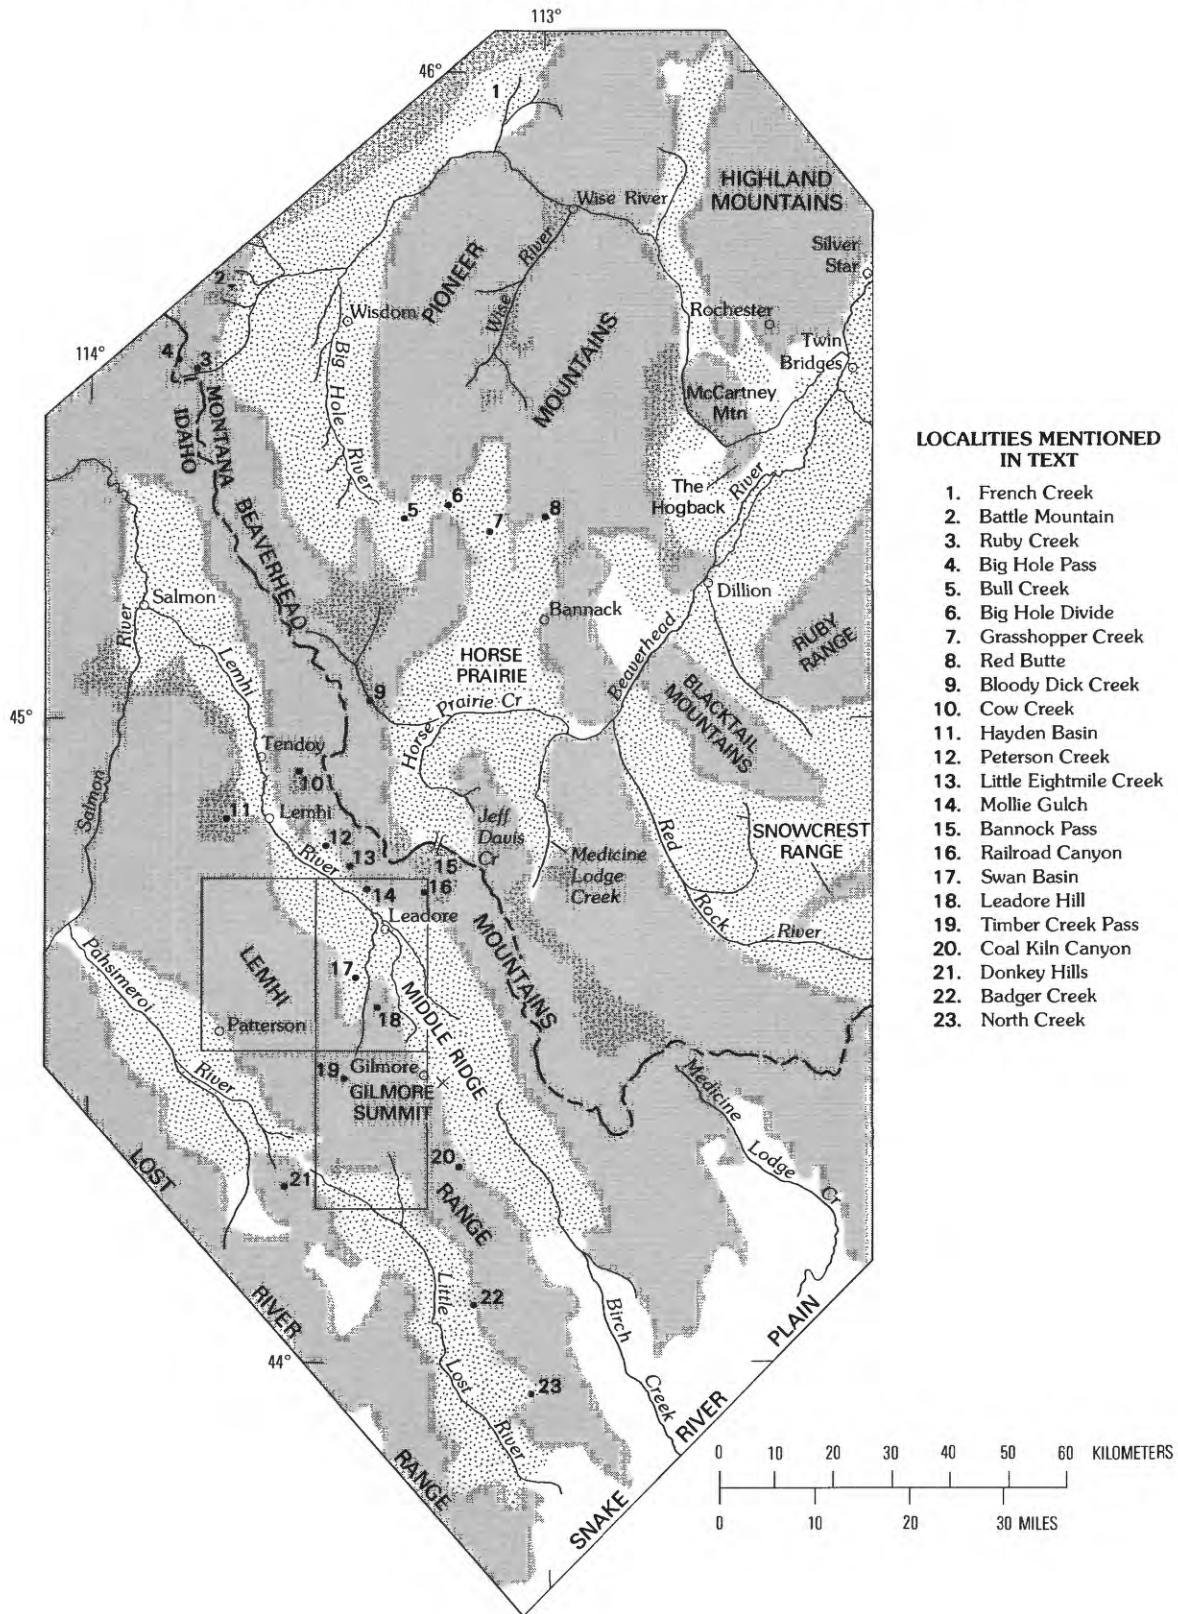 113°
46°
1
HIGHLAND
MOUNTAINS
Wise River
Silver
Star
2
PIONEER
Wise
River
Wisdom
Rochester
Twin
Bridges
114°
4
3
MONTANA
IDAHO
Big Hole
River
MOUNTAINS
McCartney
Mtn
The
Hogback
River
5
6
7
8
BEAVERHEAD
Salmon
River
Lemhi
Dillion
Bannack
RUBY
RANGE
HORSE
PRAIRIE
Beaverhead
BLACKTAIL
MOUNTAINS
9
Horse Prairie Cr
45°
Tendoy
10
Salmon
11
Lemhi
12
13
River
14
15
16
Jeff
Davis
Cr
Medicine
Lodge
Creek
Red
Rock
River
SNOWCREST
RANGE
Leadore
LEMHI
17
18
MIDDLE RIDGE
MOUNTAINS
Pahsimeroi
River
Patterson
19
Gilmore
GILMORE
SUMMIT
Medicine
Lodge
Cr
LOST
20
21
RANGE
RIVER
Little
Lost
River
22
Birch
Creek
44°
23
RANGE
SNAKE
RIVER
PLAIN
LOCALITIES MENTIONED
IN TEXT
1. French Creek
2. Battle Mountain
3. Ruby Creek
4. Big Hole Pass
5. Bull Creek
6. Big Hole Divide
7. Grasshopper Creek
8. Red Butte
9. Bloody Dick Creek
10. Cow Creek
11. Hayden Basin
12. Peterson Creek
13. Little Eightmile Creek
14. Mollie Gulch
15. Bannock Pass
16. Railroad Canyon
17. Swan Basin
18. Leadore Hill
19. Timber Creek Pass
20. Coal Kiln Canyon
21. Donkey Hills
22. Badger Creek
23. North Creek
0 10 20 30 40 50 60 KILOMETERS
0 10 20 30 MILES